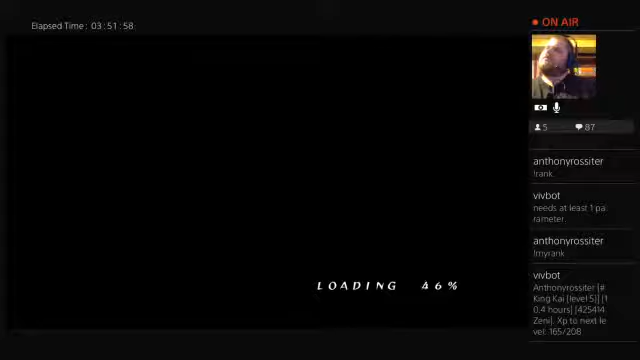 Elapsed Time : 03:51:58
ON AIR
5 87
anthonyrossiter
!rank.
vivbot
needs at least 1 pa
rameter.
anthonyrossiter
!myrank
vivbot
Anthonyrossiter [#
King Kai [level 5]] [1
0.4 hours] [425414
Zeni]. Xp to next le
vel: 165/208
LOADING 46%